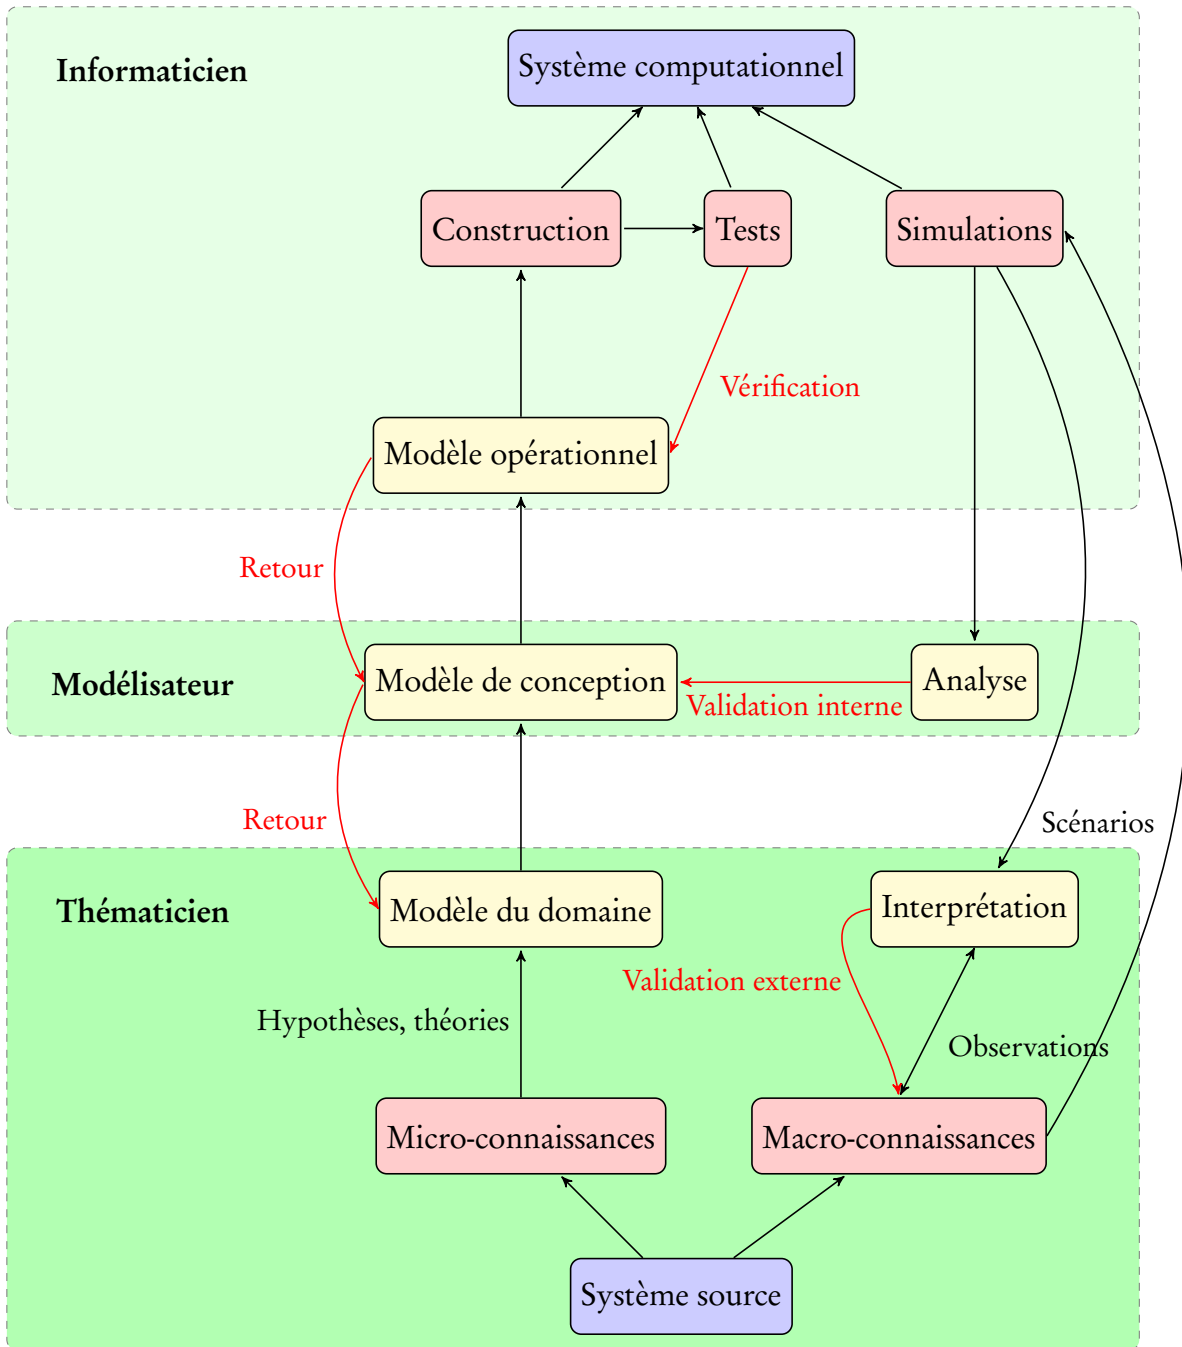 Système computationnel
Informaticien
Construction
Tests
Simulations
Vérification
Modèle opérationnel
Retour
Modélisateur
Modèle de conception
Validation interne
Analyse
Retour
Scénarios
Thématicien
Modèle du domaine
Interprétation
Validation externe
Hypothèses, théories
Observations
Micro-connaissances
Macro-connaissances
Système source